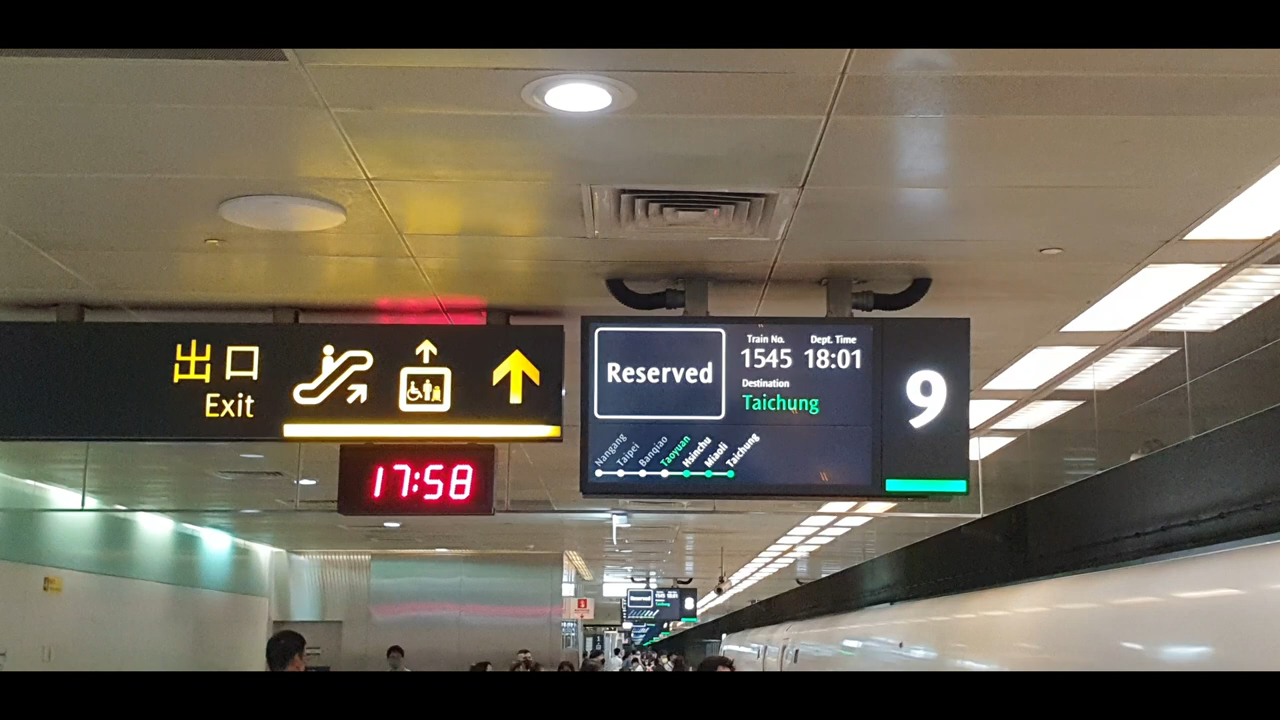 出口
Exit
17:58
Reserved
Train No.
Dept. Time
1545
18:01
Destination
Taichung
Nangang
Taipei
Banqiao
Taoyuan
Hsinchu
Miaoli
Taichung
9
Reserved